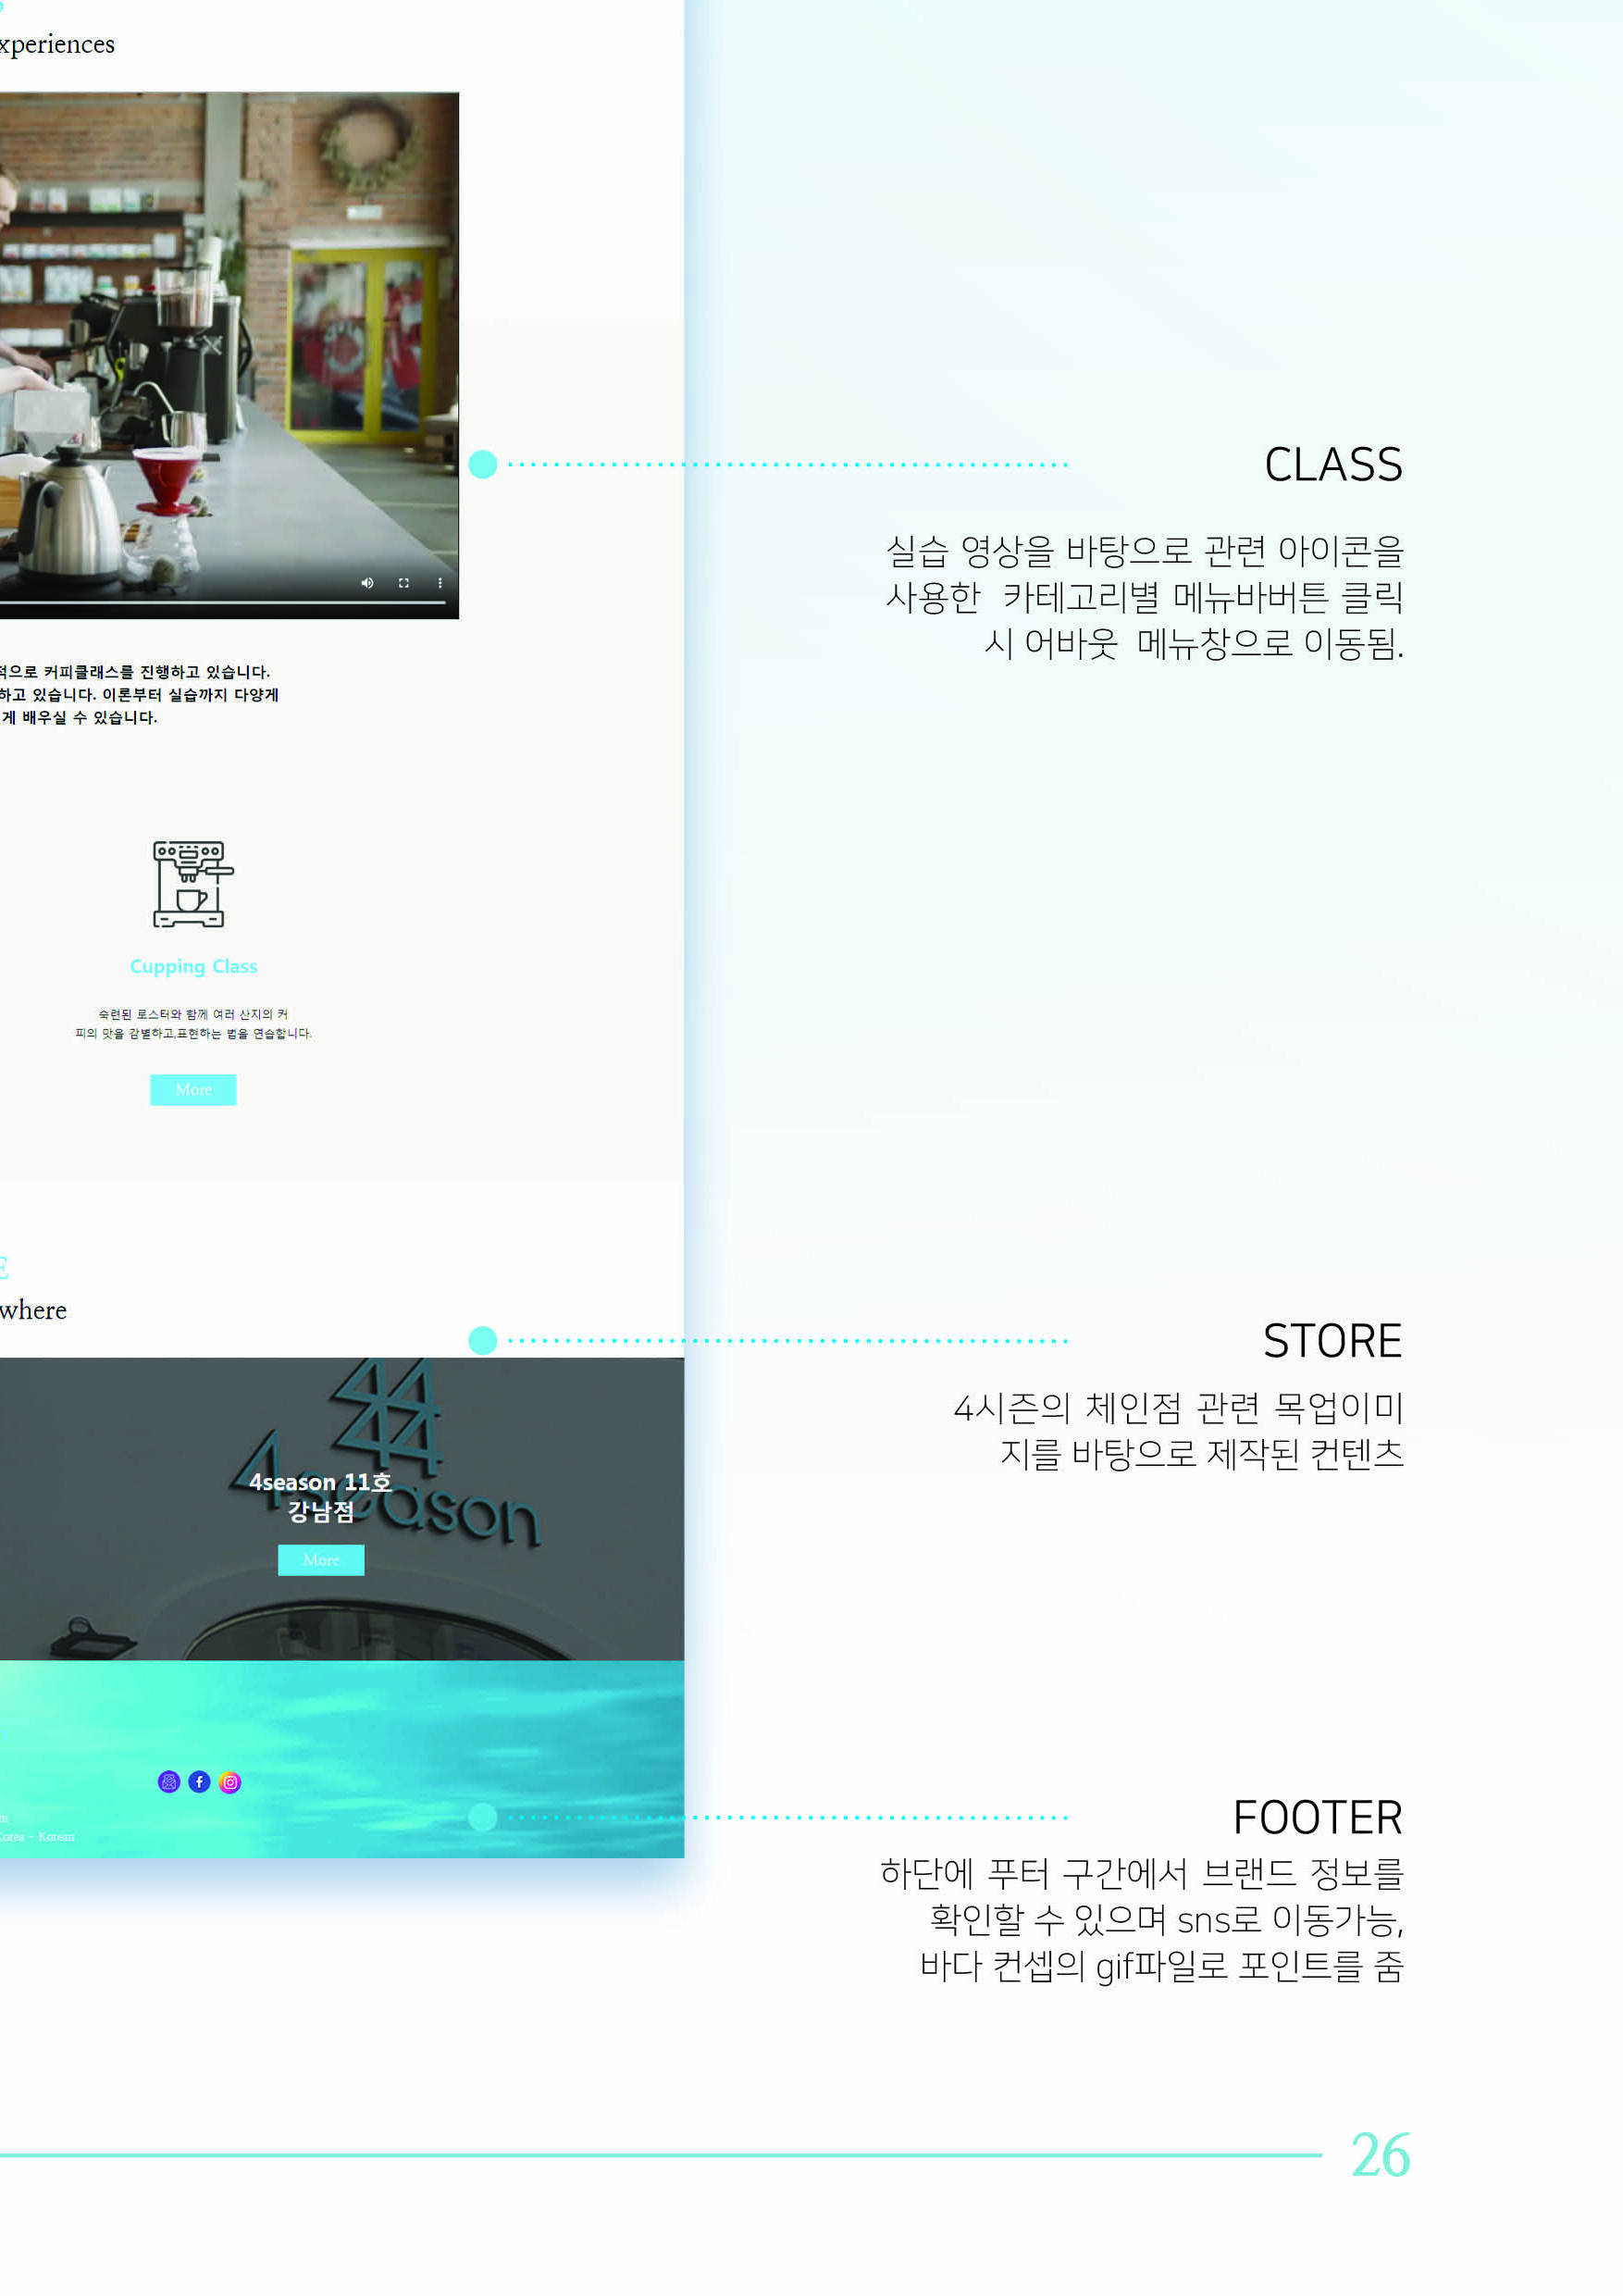 xperiences
CLASS
실습 영상을 바탕으로 관련 아이콘을
사용한 카테고리별 메뉴바버튼 클릭
시 어바웃 메뉴창으로 이동됨.
적으로 커피클래스를 진행하고 있습니다.
하고 있습니다. 이론부터 실습까지 다양게
게 배우실 수 있습니다.
Cupping Class
숙련된 로스터와 함께 여러 산지의 커
피의 맛을 감별하고,표현하는 법을 연습합니다.
More
E
where
STORE
4시즌의 체인점 관련 목업이미
지를 바탕으로 제작된 컨텐츠
4season
4season 11호
강남점
More
FOOTER
하단에 푸터 구간에서 브랜드 정보를
확인할 수 있으며 sns로 이동가능,
바다 컨셉의 gif파일로 포인트를 줌
m
Korea - Korean
26